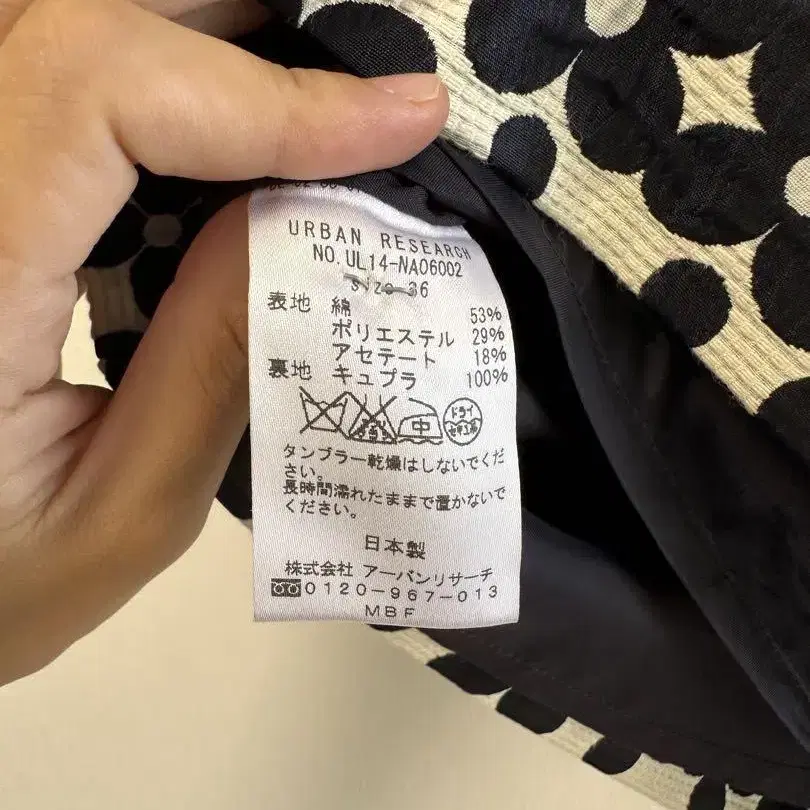 URBAN RESEARCH
NO.UL14-NA06002
size 36
表地 綿 53%
ポリエステル 29%
アセテート 18%
裏地 キュプラ 100%
中 ドライ
タンブラー乾燥はしないでくだ
さい。
長時間濡れたままで置かないで
ください。
日本製
株式会社 アーバンリサーチ
0120-967-013
MBF